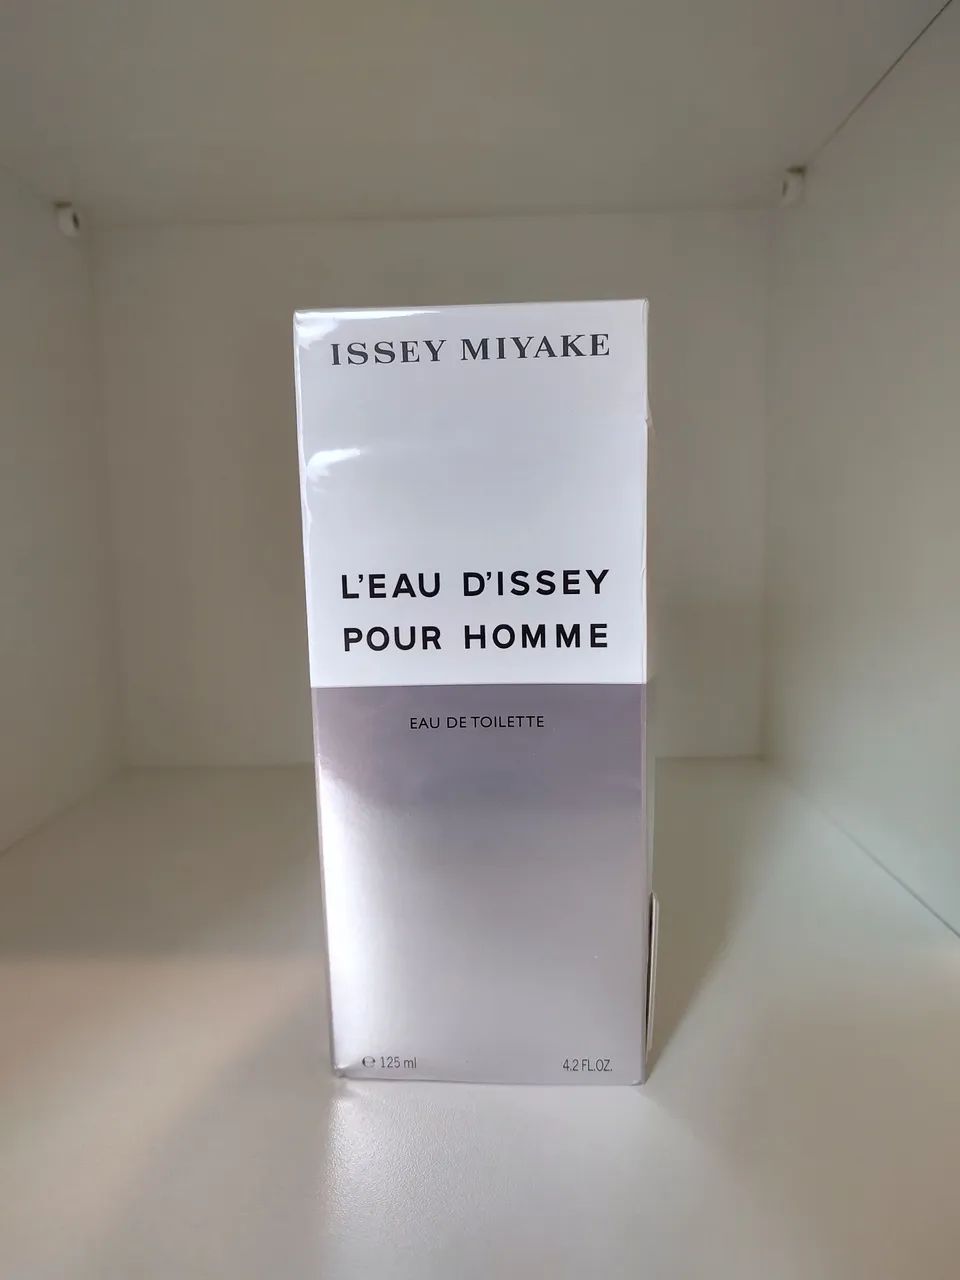 ISSEY MIYAKE
L'EAU D'ISSEY
POUR HOMME
EAU DE TOILETTE
℮ 125 ml
4.2 FL.OZ.